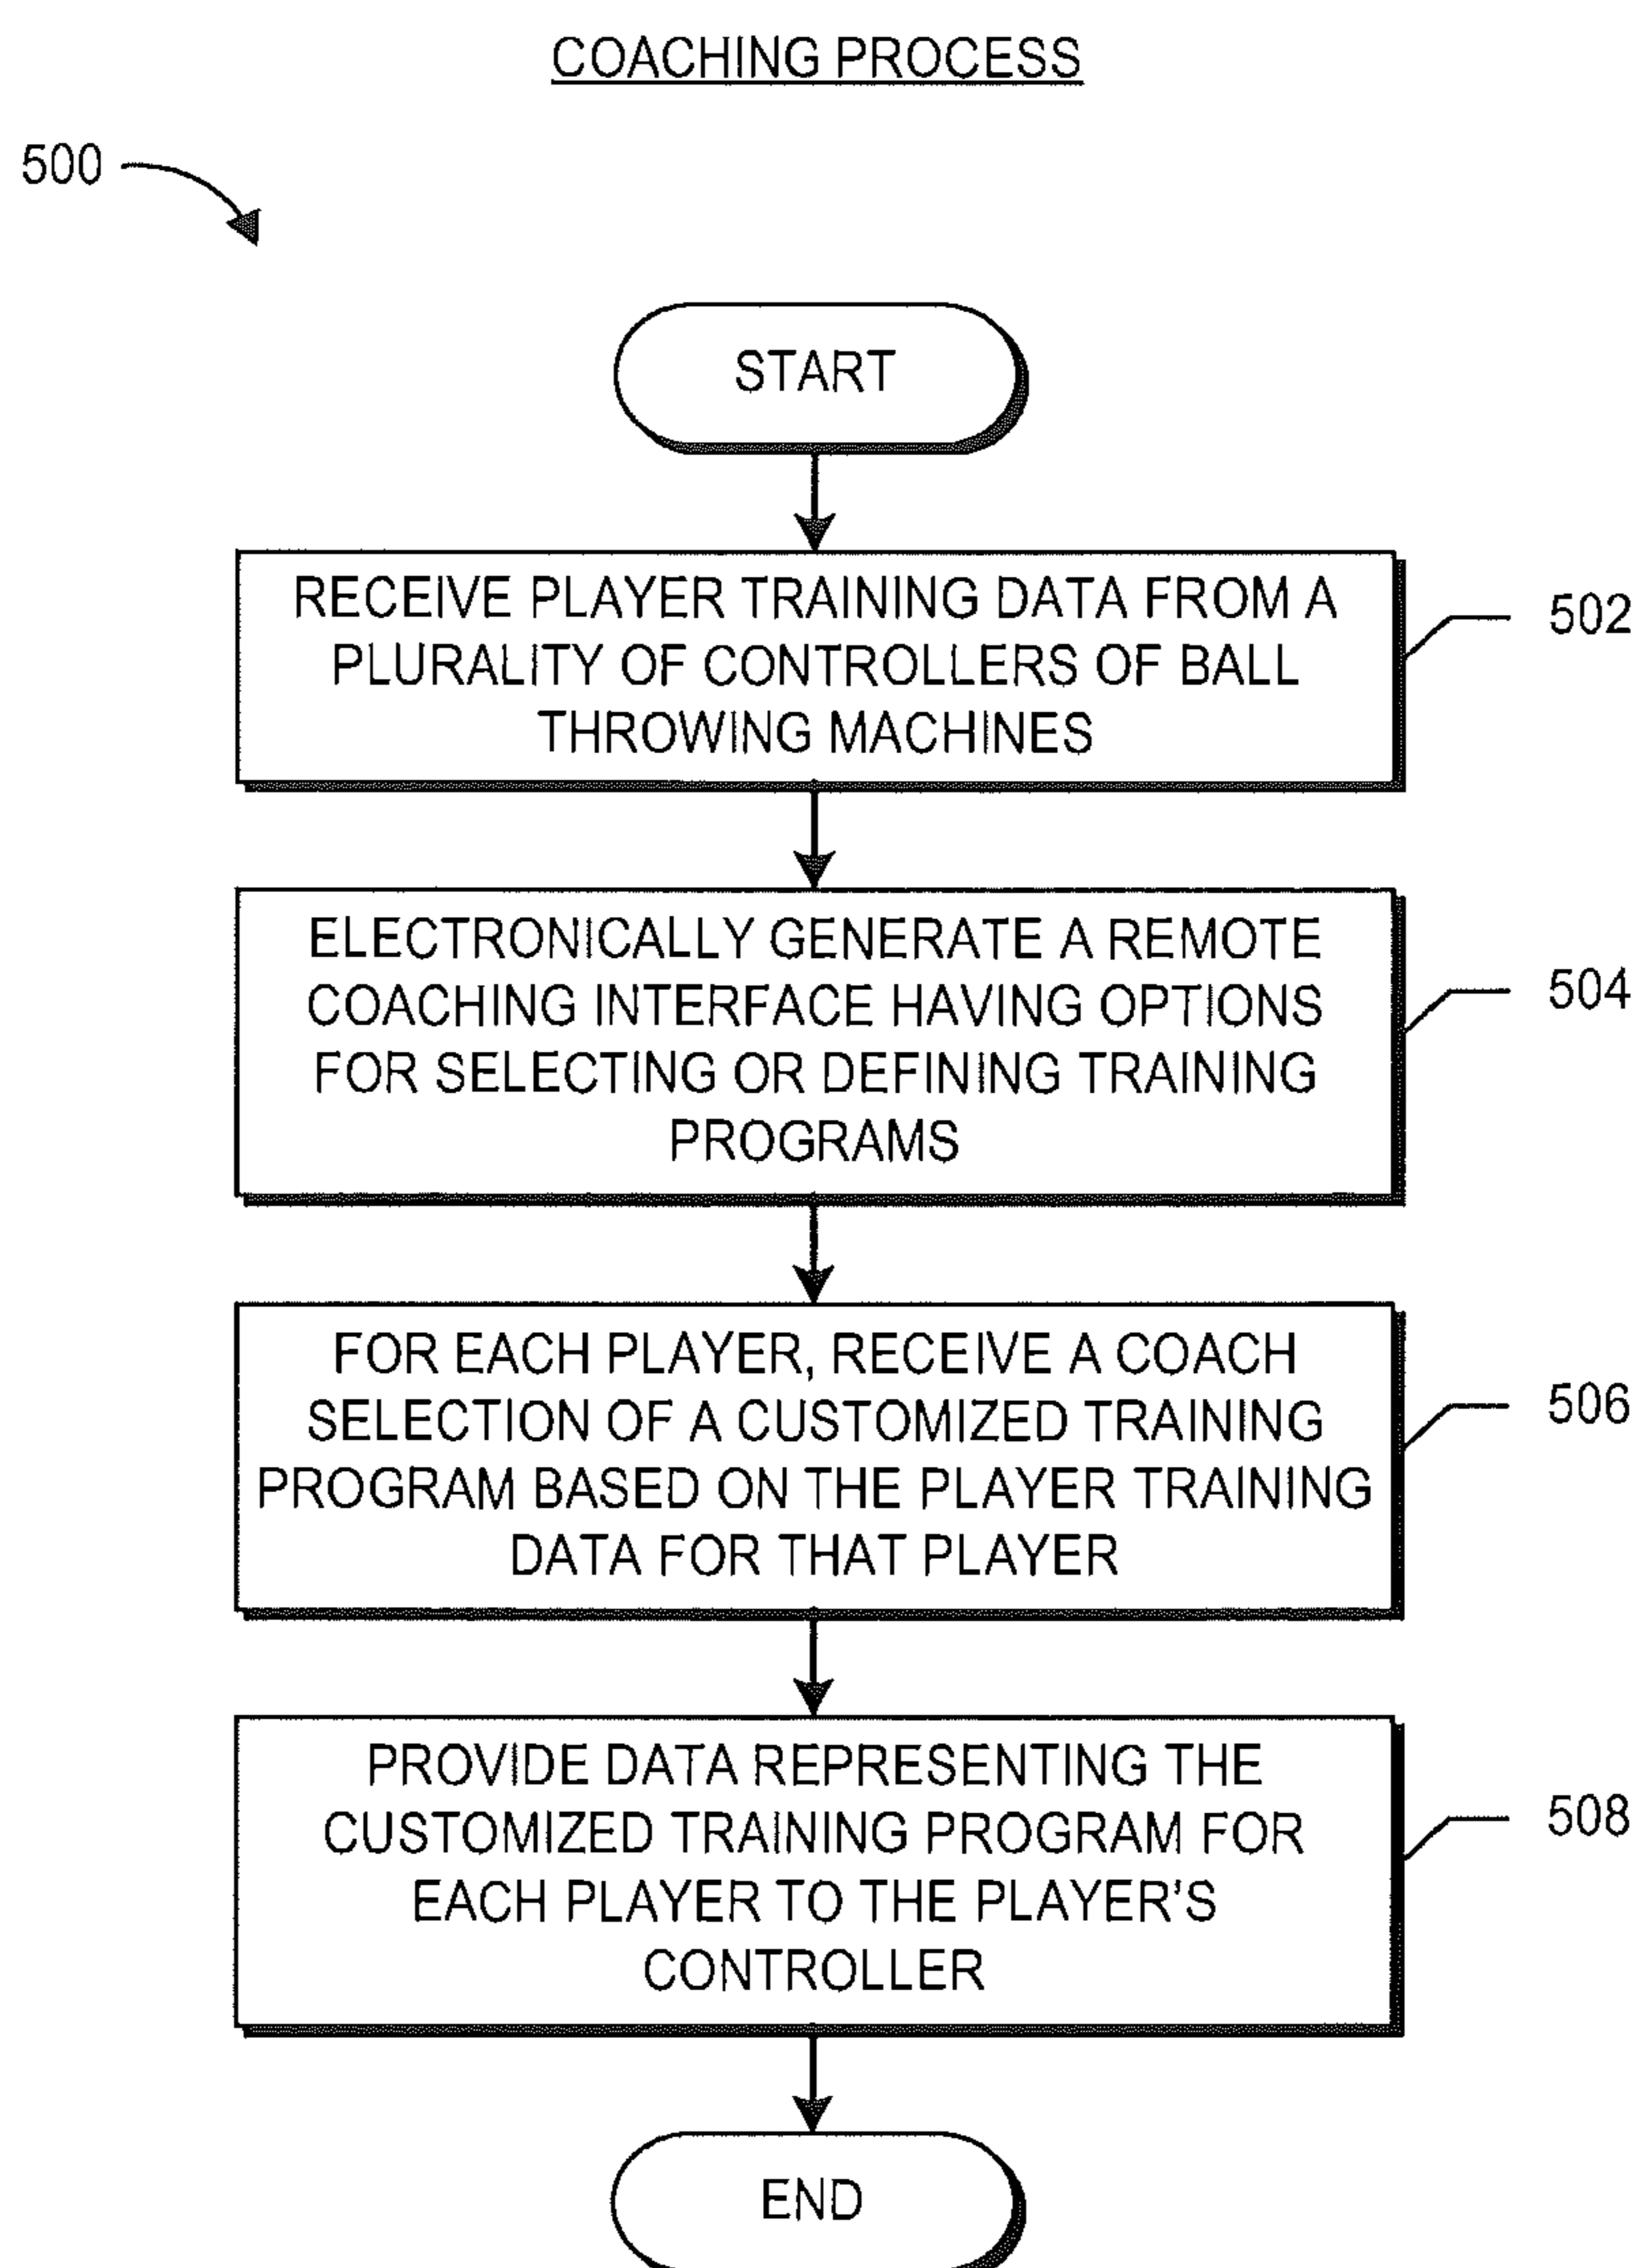 COACHING PROCESS
500
START
RECEIVE PLAYER TRAINING DATA FROM A
PLURALITY OF CONTROLLERS OF BALL
THROWING MACHINES
502
ELECTRONICALLY GENERATE A REMOTE
COACHING INTERFACE HAVING OPTIONS
FOR SELECTING OR DEFINING TRAINING
PROGRAMS
504
FOR EACH PLAYER, RECEIVE A COACH
SELECTION OF A CUSTOMIZED TRAINING
PROGRAM BASED ON THE PLAYER TRAINING
DATA FOR THAT PLAYER
506
PROVIDE DATA REPRESENTING THE
CUSTOMIZED TRAINING PROGRAM FOR
EACH PLAYER TO THE PLAYER'S
CONTROLLER
508
END